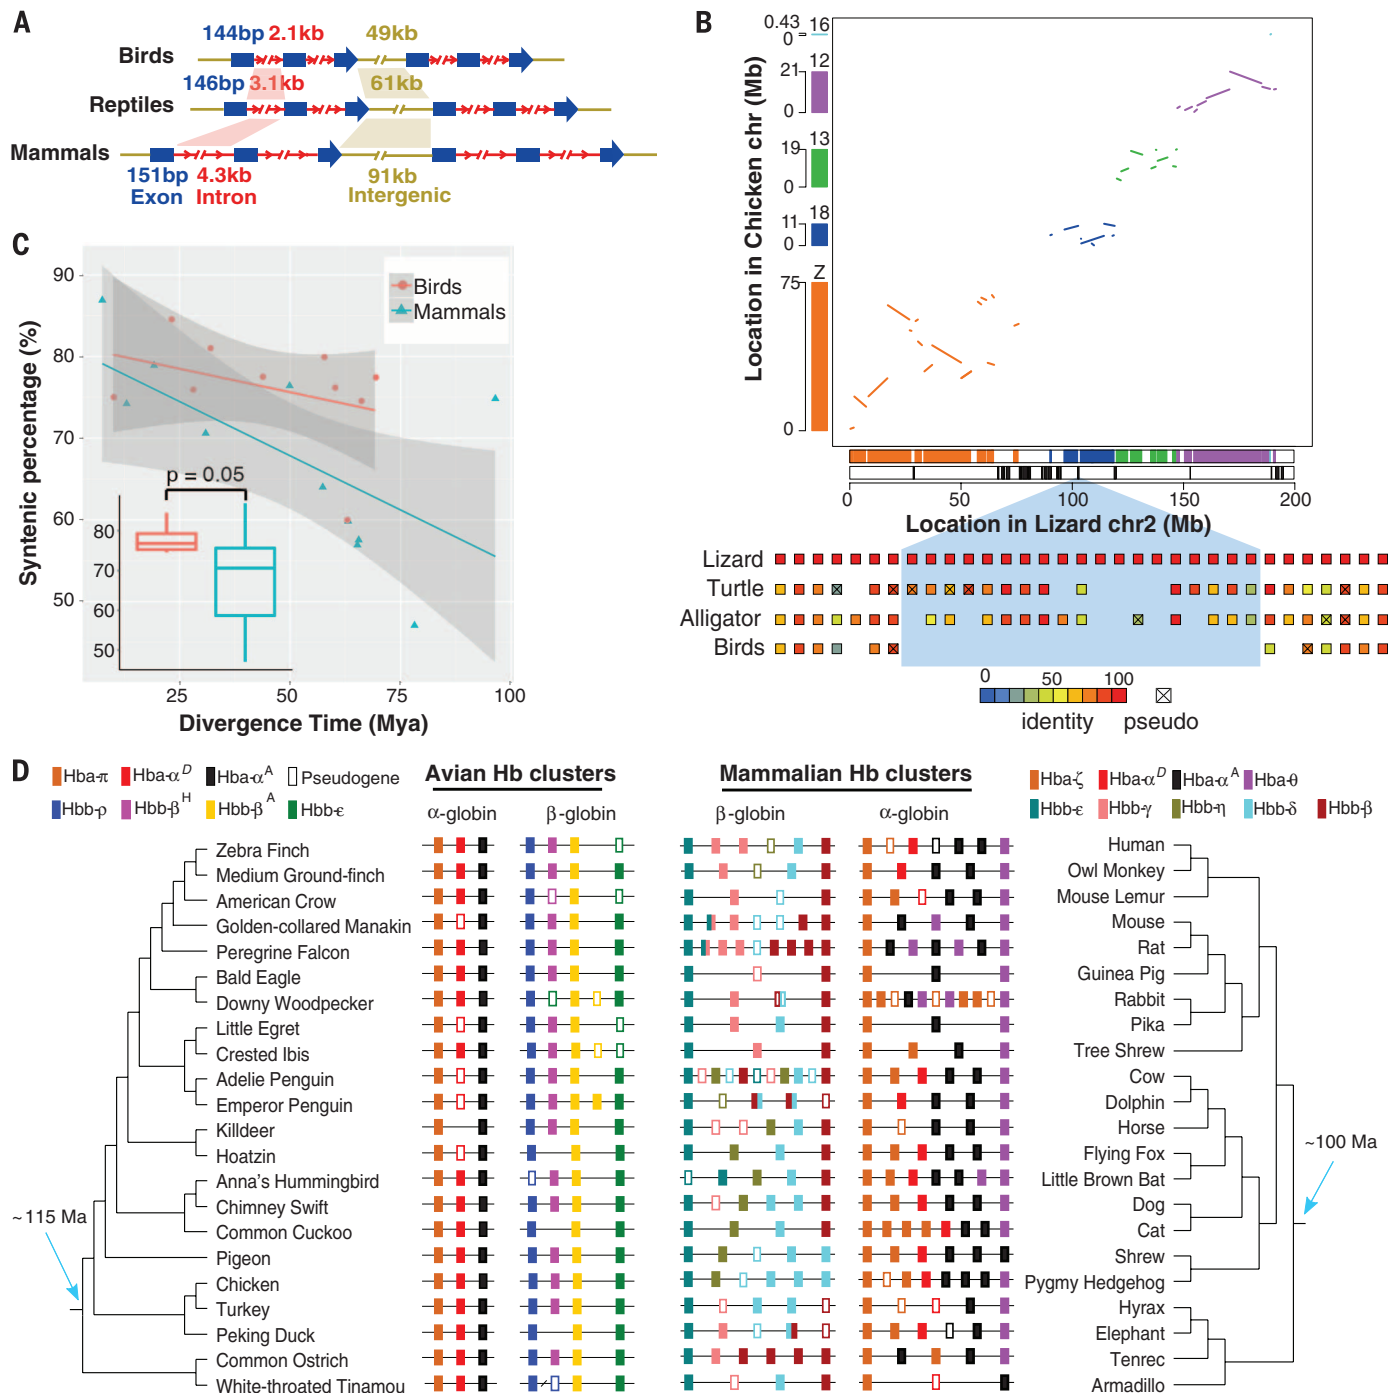 A
144bp 2.1kb 49kb
Birds
146bp 3.1kb 61kb
Reptiles
Mammals
151bp 4.3kb 91kb
Exon Intron Intergenic
B
Location in Chicken chr (Mb)
0.43 16
0
21 12
0
19 13
0
11 18
0
Z
75
0
0 50 100 150 200
Location in Lizard chr2 (Mb)
Lizard
Turtle
Alligator
Birds
0 50 100
identity pseudo
C
Syntenic percentage (%)
90
80
70
60
50
Birds
Mammals
p = 0.05
80
70
60
50
25 50 75 100
Divergence Time (Mya)
D
Hba-π Hba-α^D Hba-α^A Pseudogene
Hbb-ρ Hbb-β^H Hbb-β^A Hbb-ε
Avian Hb clusters
α-globin β-globin
Mammalian Hb clusters
β-globin α-globin
Hba-ζ Hba-α^D Hba-α^A Hba-θ
Hbb-ε Hbb-γ Hbb-η Hbb-δ Hbb-β
Zebra Finch
Medium Ground-finch
American Crow
Golden-collared Manakin
Peregrine Falcon
Bald Eagle
Downy Woodpecker
Little Egret
Crested Ibis
Adelie Penguin
Emperor Penguin
Killdeer
Hoatzin
Anna's Hummingbird
Chimney Swift
Common Cuckoo
Pigeon
Chicken
Turkey
Peking Duck
Common Ostrich
White-throated Tinamou
~115 Ma
Human
Owl Monkey
Mouse Lemur
Mouse
Rat
Guinea Pig
Rabbit
Pika
Tree Shrew
Cow
Dolphin
Horse
Flying Fox
Little Brown Bat
Dog
Cat
Shrew
Pygmy Hedgehog
Hyrax
Elephant
Tenrec
Armadillo
~100 Ma